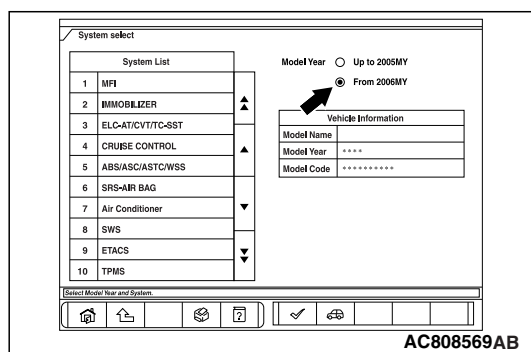 System select
System List
1 MFI
2 IMMOBILIZER
3 ELC-AT/CVT/TC-SST
4 CRUISE CONTROL
5 ABS/ASC/ASTC/WSS
6 SRS-AIR BAG
7 Air Conditioner
8 SWS
9 ETACS
10 TPMS
Model Year Up to 2005MY
From 2006MY
Vehicle Information
Model Name
Model Year ****
Model Code **********
Select Model Year and System.
?
AC808569AB